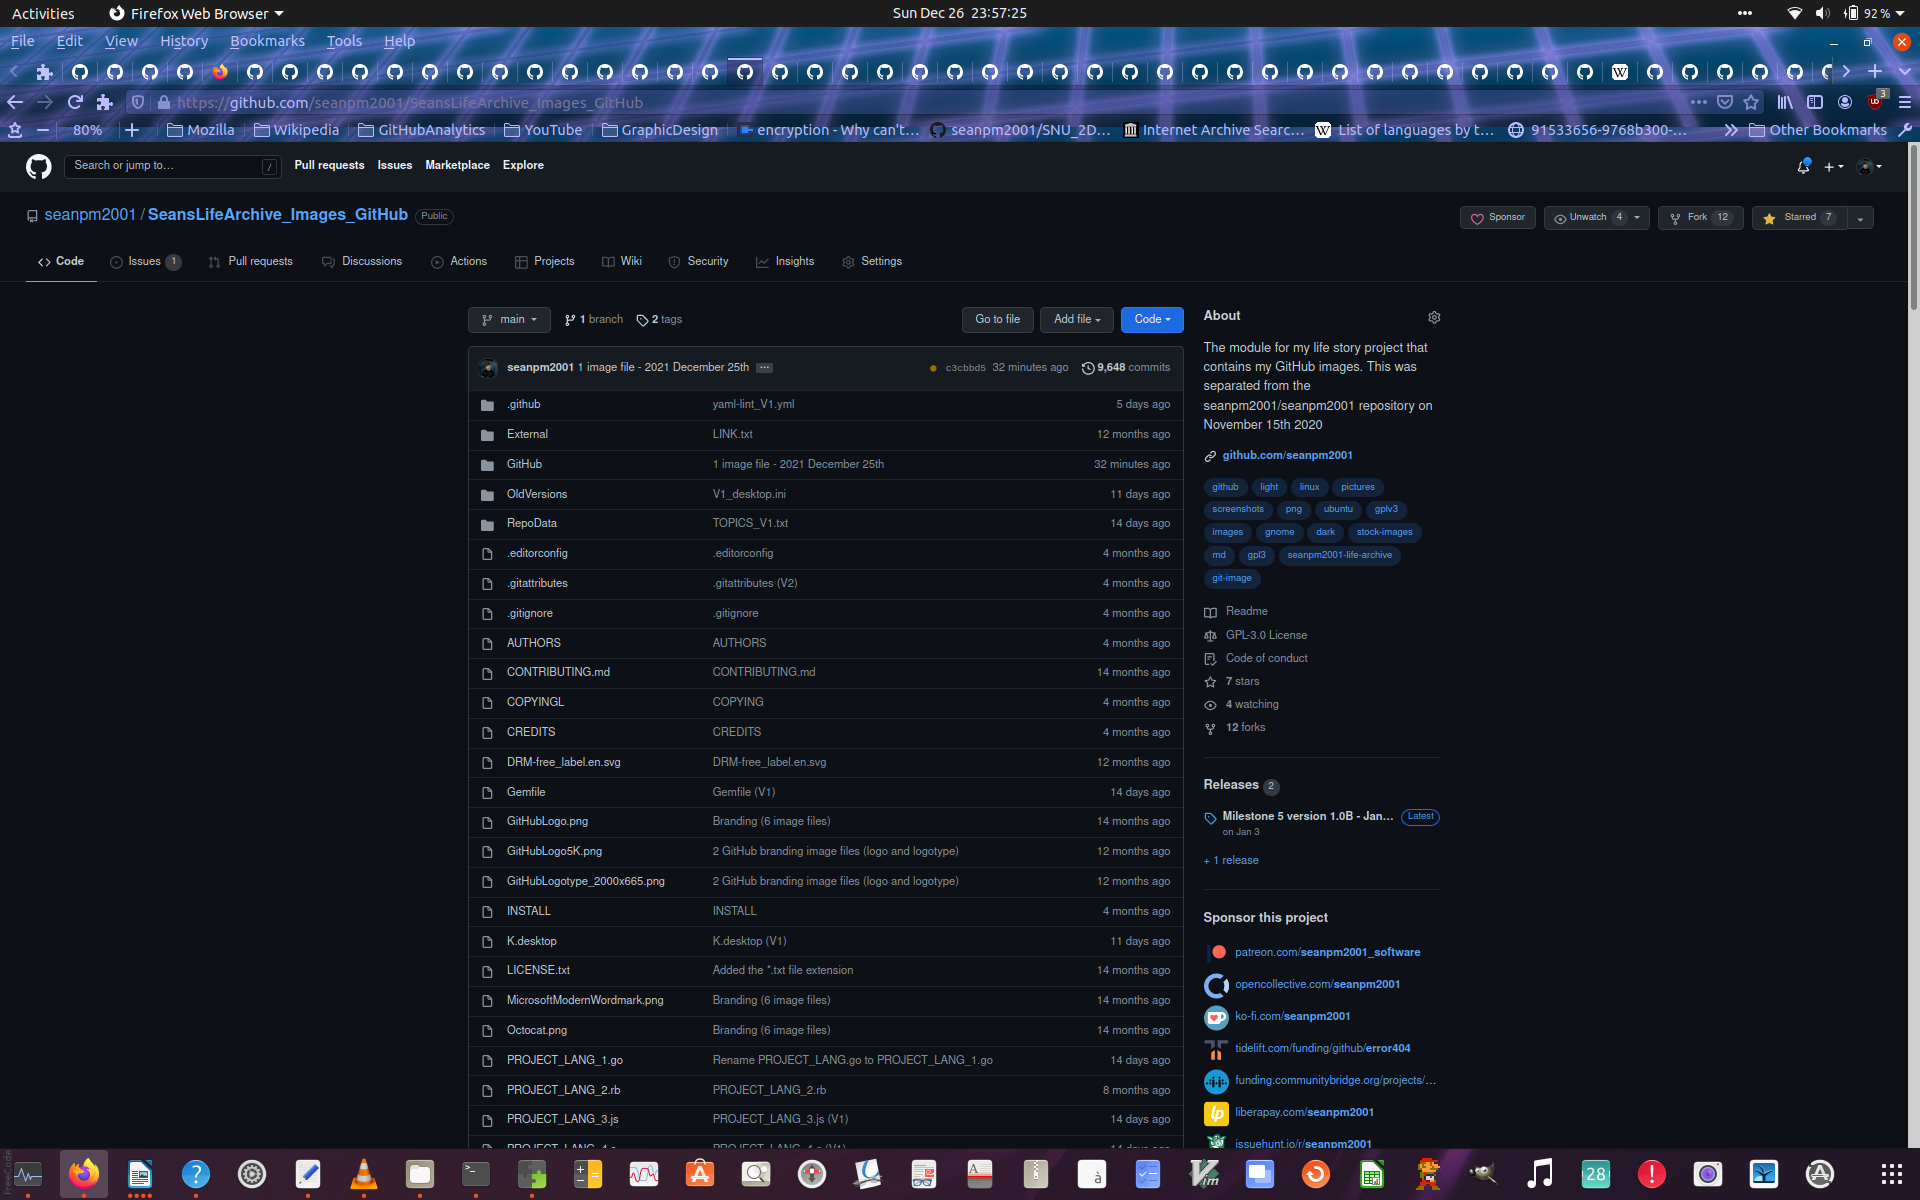 Activities
Firefox Web Browser
Sun Dec 26 23:57:25
92 %
File Edit View History Bookmarks Tools Help
https://github.com/seanpm2001/SeansLifeArchive_Images_GitHub
3
80%
Mozilla
Wikipedia
GitHubAnalytics
YouTube
GraphicDesign
encryption - Why can't…
seanpm2001/SNU_2D…
Internet Archive Searc…
List of languages by t…
91533656-9768b300-…
Other Bookmarks
Search or jump to…
/
Pull requests Issues Marketplace Explore
seanpm2001 / SeansLifeArchive_Images_GitHub Public
Sponsor
Unwatch 4
Fork 12
Starred 7
Code
Issues 1
Pull requests
Discussions
Actions
Projects
Wiki
Security
Insights
Settings
main
1 branch
2 tags
Go to file
Add file
Code
seanpm2001 1 image file - 2021 December 25th ...
c3cbbd5 32 minutes ago
9,648 commits
.github yaml-lint_V1.yml 5 days ago
External LINK.txt 12 months ago
GitHub 1 image file - 2021 December 25th 32 minutes ago
OldVersions V1_desktop.ini 11 days ago
RepoData TOPICS_V1.txt 14 days ago
.editorconfig .editorconfig 4 months ago
.gitattributes .gitattributes (V2) 4 months ago
.gitignore .gitignore 4 months ago
AUTHORS AUTHORS 4 months ago
CONTRIBUTING.md CONTRIBUTING.md 14 months ago
COPYINGL COPYING 4 months ago
CREDITS CREDITS 4 months ago
DRM-free_label.en.svg DRM-free_label.en.svg 12 months ago
Gemfile Gemfile (V1) 14 days ago
GitHubLogo.png Branding (6 image files) 14 months ago
GitHubLogo5K.png 2 GitHub branding image files (logo and logotype) 12 months ago
GitHubLogotype_2000x665.png 2 GitHub branding image files (logo and logotype) 12 months ago
INSTALL INSTALL 4 months ago
K.desktop K.desktop (V1) 11 days ago
LICENSE.txt Added the *.txt file extension 14 months ago
MicrosoftModernWordmark.png Branding (6 image files) 14 months ago
Octocat.png Branding (6 image files) 14 months ago
PROJECT_LANG_1.go Rename PROJECT_LANG.go to PROJECT_LANG_1.go 14 days ago
PROJECT_LANG_2.rb PROJECT_LANG_2.rb 8 months ago
PROJECT_LANG_3.js PROJECT_LANG_3.js (V1) 14 days ago
About
The module for my life story project that
contains my GitHub images. This was
separated from the
seanpm2001/seanpm2001 repository on
November 15th 2020
github.com/seanpm2001
github light linux pictures
screenshots png ubuntu gplv3
images gnome dark stock-images
md gpl3 seanpm2001-life-archive
git-image
Readme
GPL-3.0 License
Code of conduct
7 stars
4 watching
12 forks
Releases 2
Milestone 5 version 1.0B - Jan… Latest
on Jan 3
+ 1 release
Sponsor this project
patreon.com/seanpm2001_software
opencollective.com/seanpm2001
ko-fi.com/seanpm2001
tidelift.com/funding/github/error404
funding.communitybridge.org/projects/…
liberapay.com/seanpm2001
issuehunt.io/r/seanpm2001
28